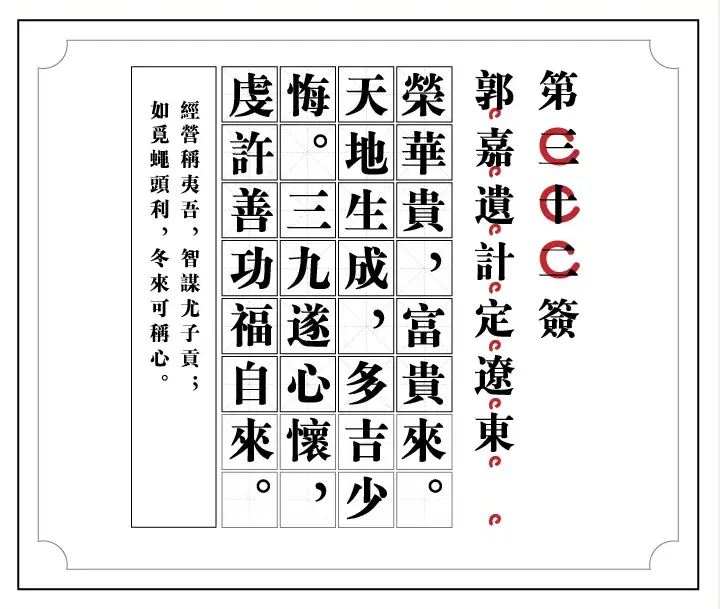 第三十二簽
郭嘉遺計定遼東
榮華貴，富貴來。
天地生成，多吉少
悔。三九遂心懷，
虔許善功福自來。
經營稱夷吾，智謀尤子貢；
如覓蠅頭利，冬來可稱心。